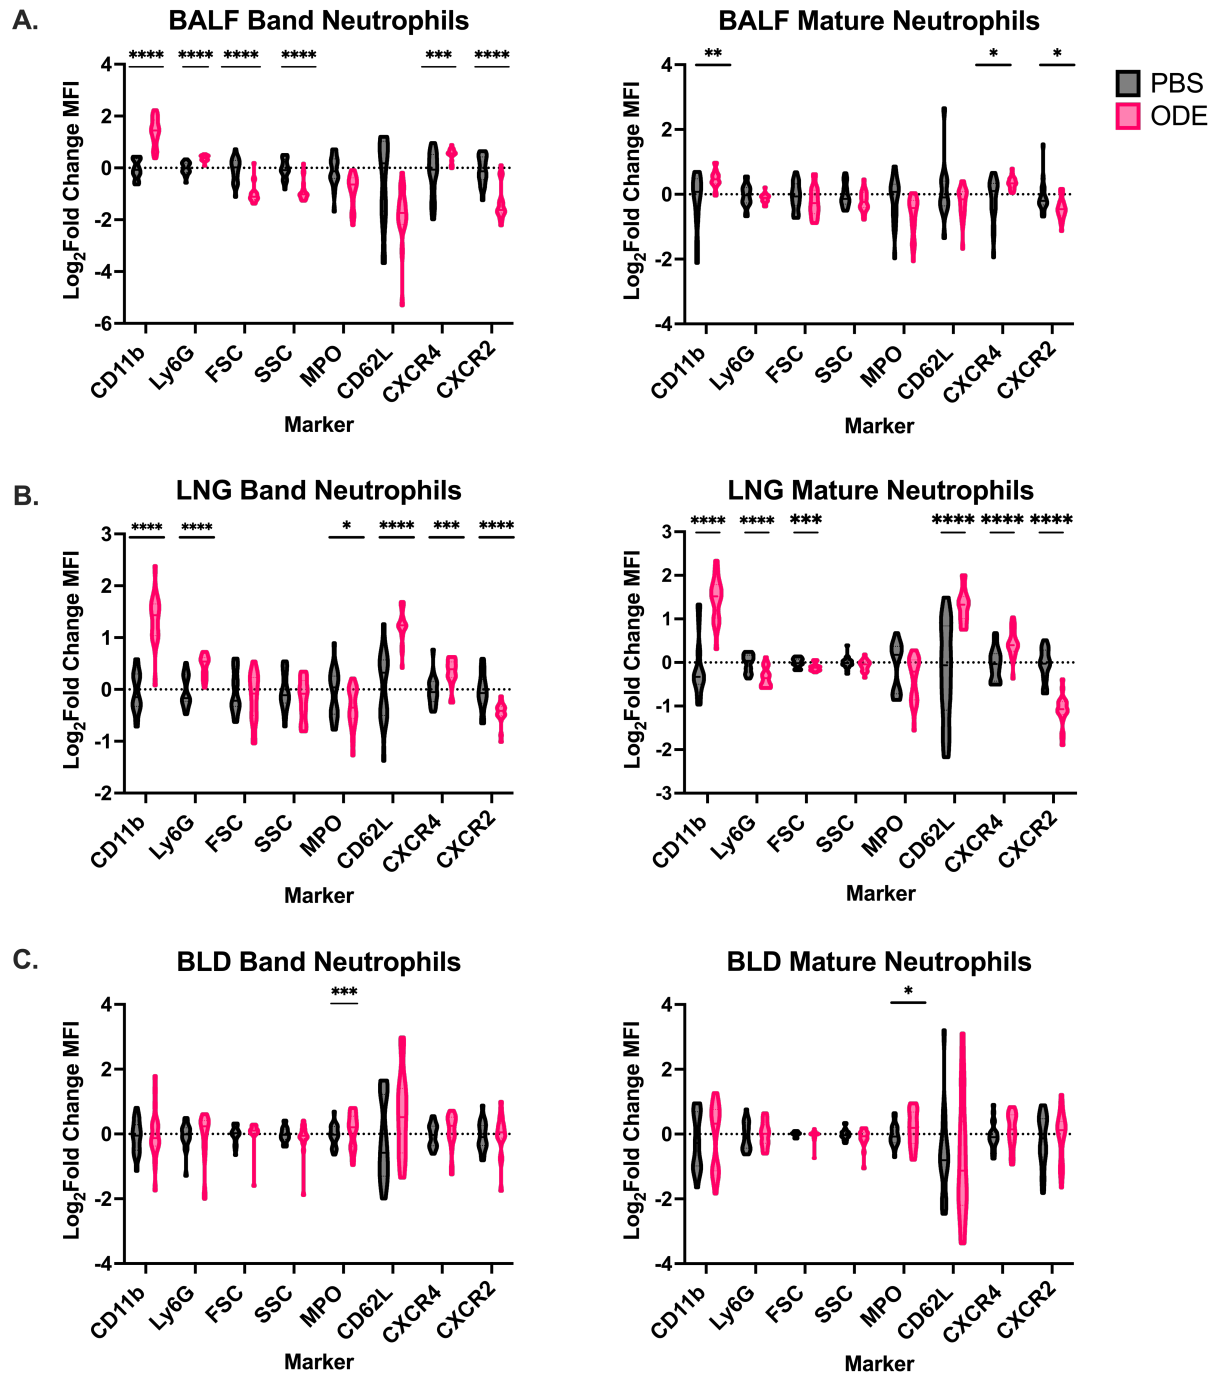 A.
BALF Band Neutrophils
**** **** **** **** *** ****
Log2Fold Change MFI
4
2
0
-2
-4
-6
CD11b Ly6G FSC SSC MPO CD62L CXCR4 CXCR2
Marker
BALF Mature Neutrophils
** * *
Log2Fold Change MFI
4
2
0
-2
-4
CD11b Ly6G FSC SSC MPO CD62L CXCR4 CXCR2
Marker
PBS
ODE
B.
LNG Band Neutrophils
**** **** * **** *** ****
Log2Fold Change MFI
3
2
1
0
-1
-2
CD11b Ly6G FSC SSC MPO CD62L CXCR4 CXCR2
Marker
LNG Mature Neutrophils
**** **** *** **** **** ****
Log2Fold Change MFI
3
2
1
0
-1
-2
-3
CD11b Ly6G FSC SSC MPO CD62L CXCR4 CXCR2
Marker
C.
BLD Band Neutrophils
***
Log2Fold Change MFI
4
2
0
-2
-4
CD11b Ly6G FSC SSC MPO CD62L CXCR4 CXCR2
Marker
BLD Mature Neutrophils
*
Log2Fold Change MFI
4
2
0
-2
-4
CD11b Ly6G FSC SSC MPO CD62L CXCR4 CXCR2
Marker